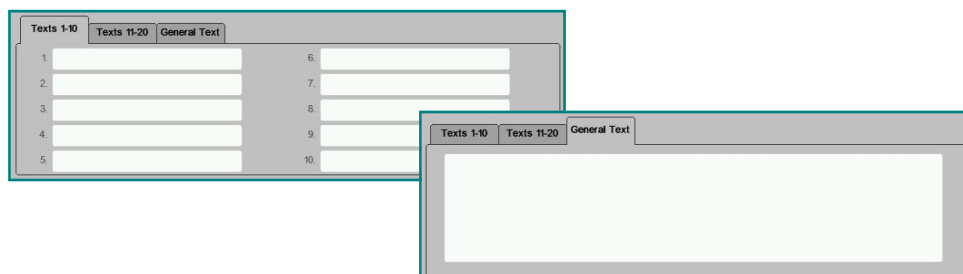 Texts 1-10 Texts 11-20 General Text
1. 6.
2. 7.
3. 8.
4. 9.
5. 10.
Texts 1-10 Texts 11-20 General Text